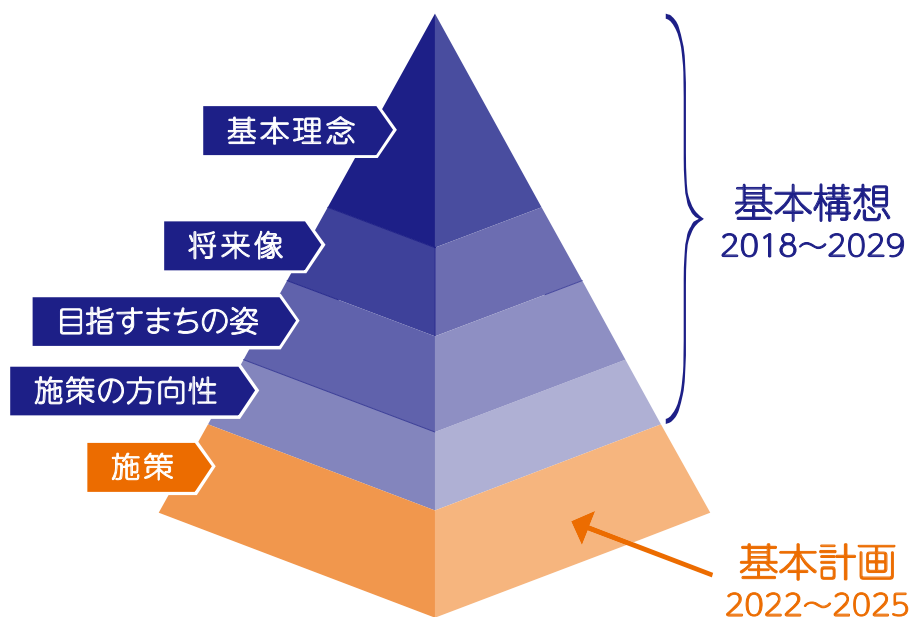 基本理念
将来像
目指すまちの姿
施策の方向性
施策
基本構想
2018～2029
基本計画
2022～2025